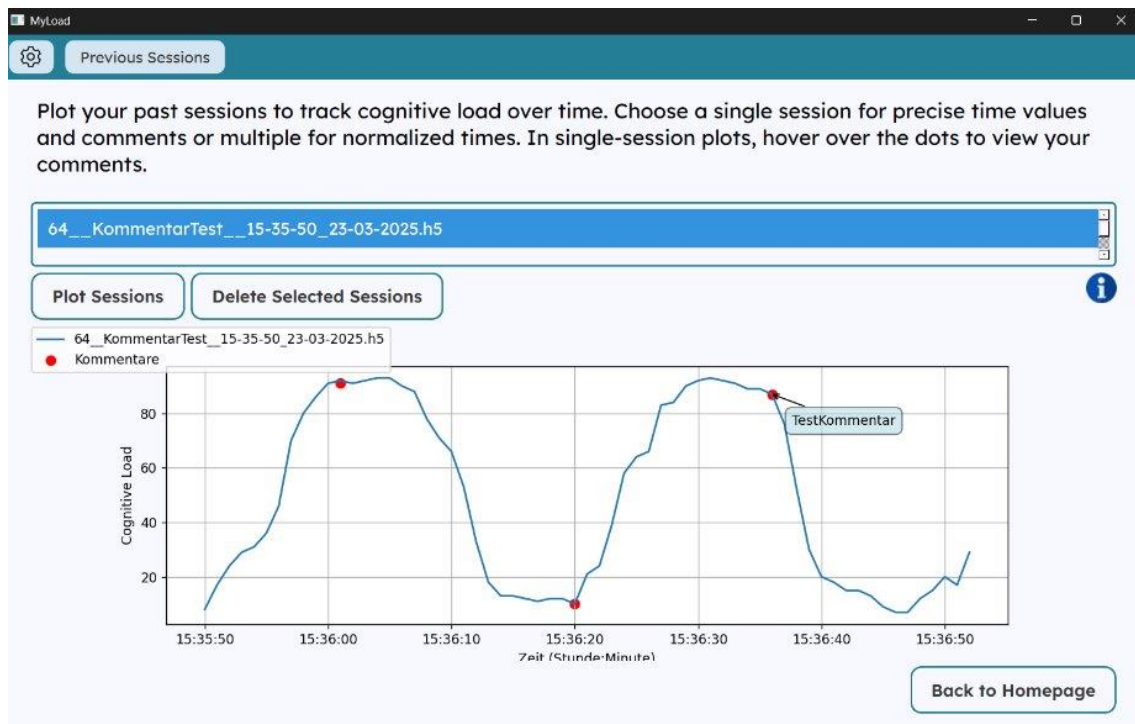 MyLoad
Previous Sessions
Plot your past sessions to track cognitive load over time. Choose a single session for precise time values
and comments or multiple for normalized times. In single-session plots, hover over the dots to view your
comments.
64__KommentarTest__15-35-50_23-03-2025.h5
Plot Sessions
Delete Selected Sessions
i
64__KommentarTest__15-35-50_23-03-2025.h5
Kommentare
80
60
40
20
Cognitive Load
TestKommentar
15:35:50
15:36:00
15:36:10
15:36:20
15:36:30
15:36:40
15:36:50
Zeit (Stunde:Minute)
Back to Homepage